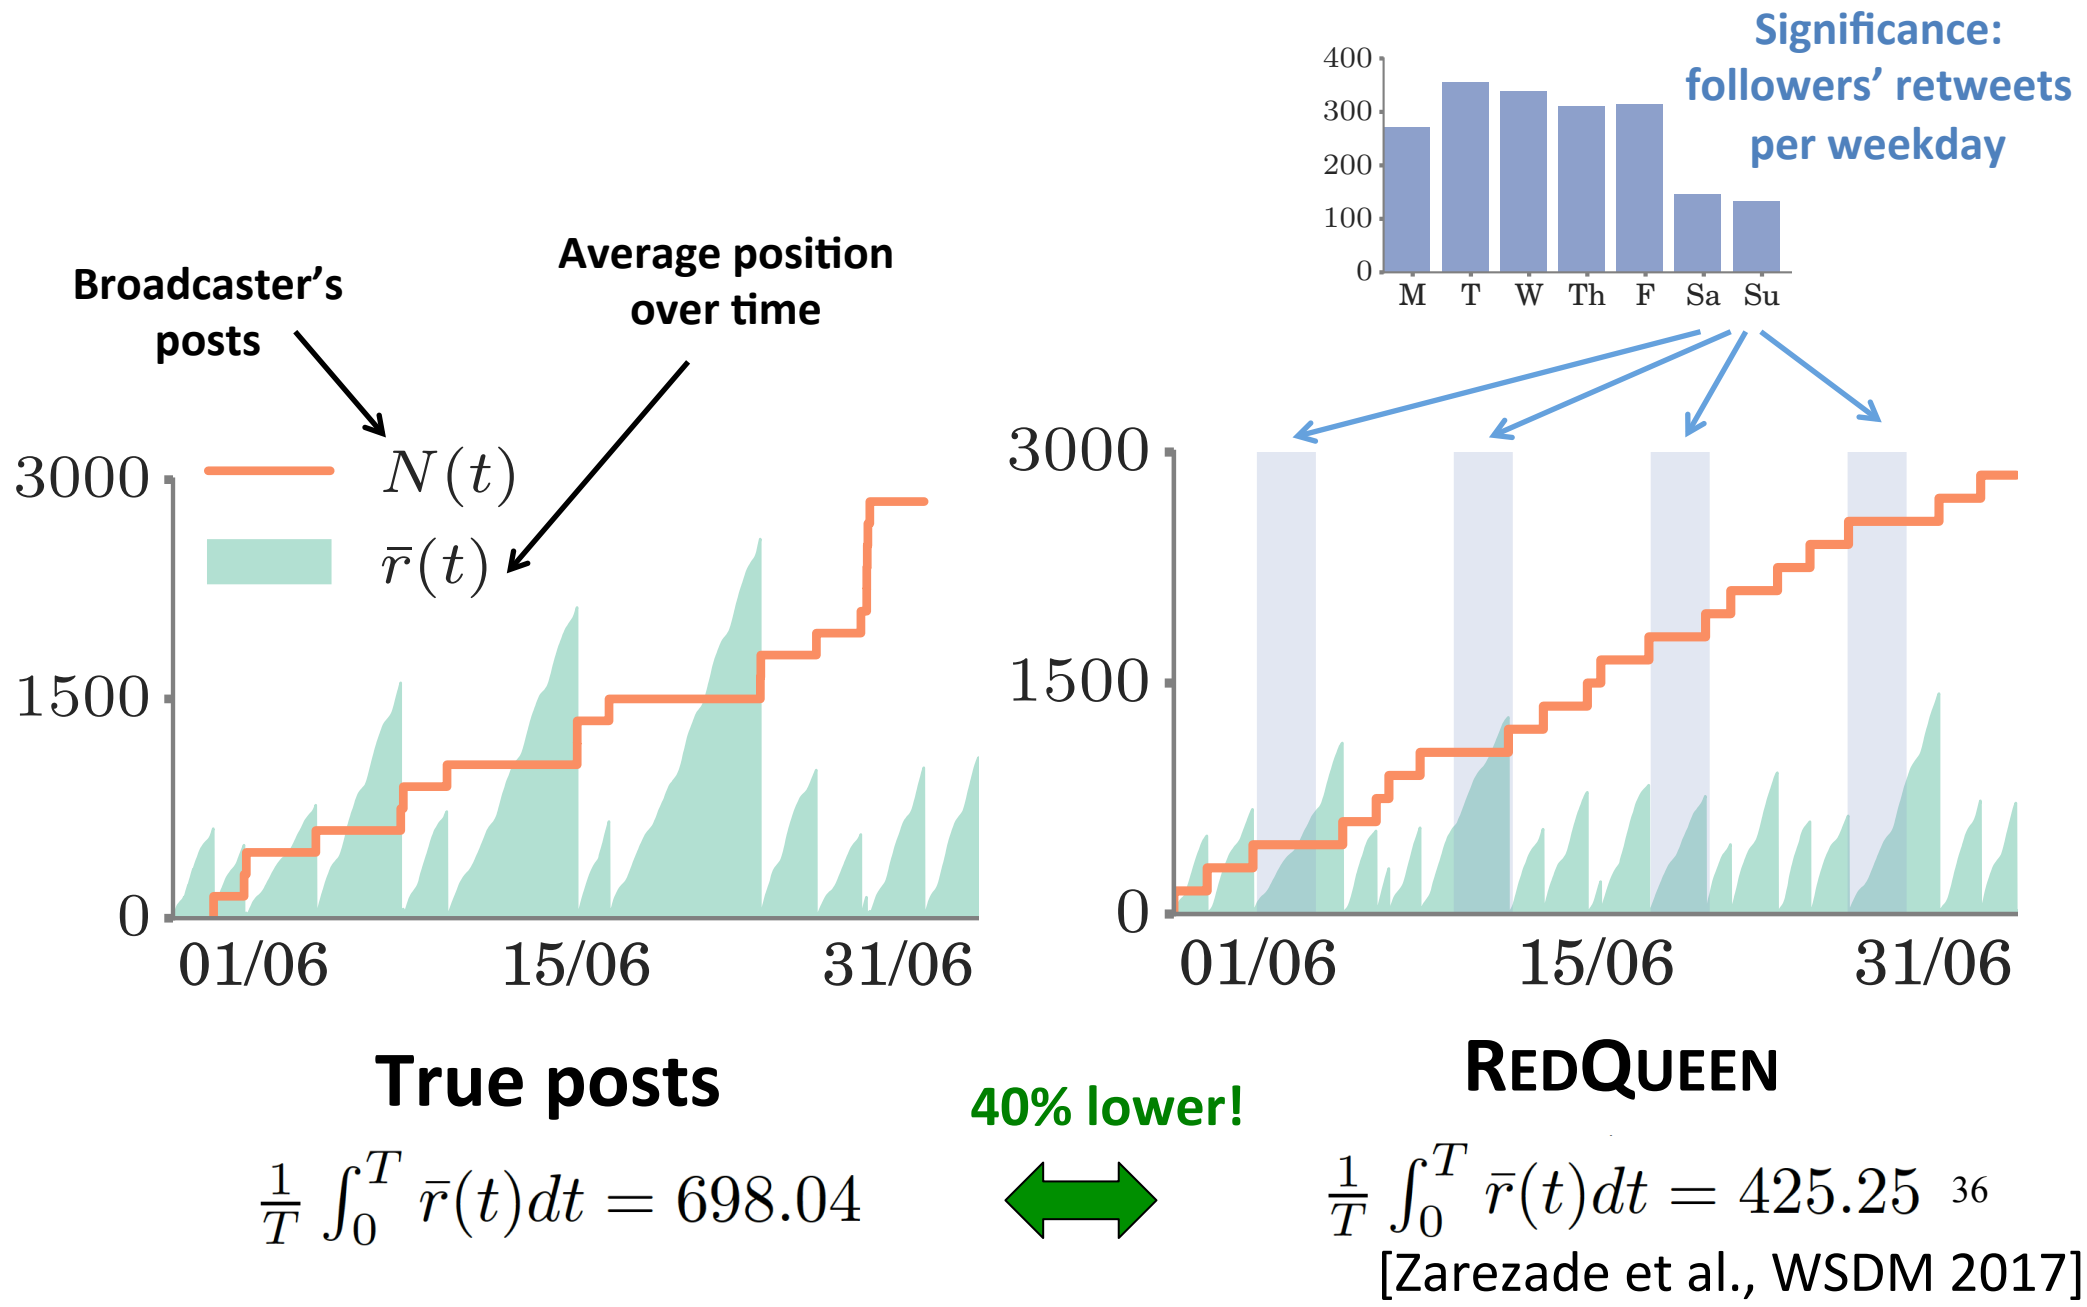 Significance:
followers’ retweets
per weekday
400
300
200
100
0
M T W Th F Sa Su
Broadcaster’s
posts
Average position
over time
N(t)
r̄(t)
3000
1500
0
01/06 15/06 31/06
3000
1500
0
01/06 15/06 31/06
True posts
1/T ∫₀ᵀ r̄(t)dt = 698.04
40% lower!
REDQUEEN
1/T ∫₀ᵀ r̄(t)dt = 425.25
36
[Zarezade et al., WSDM 2017]